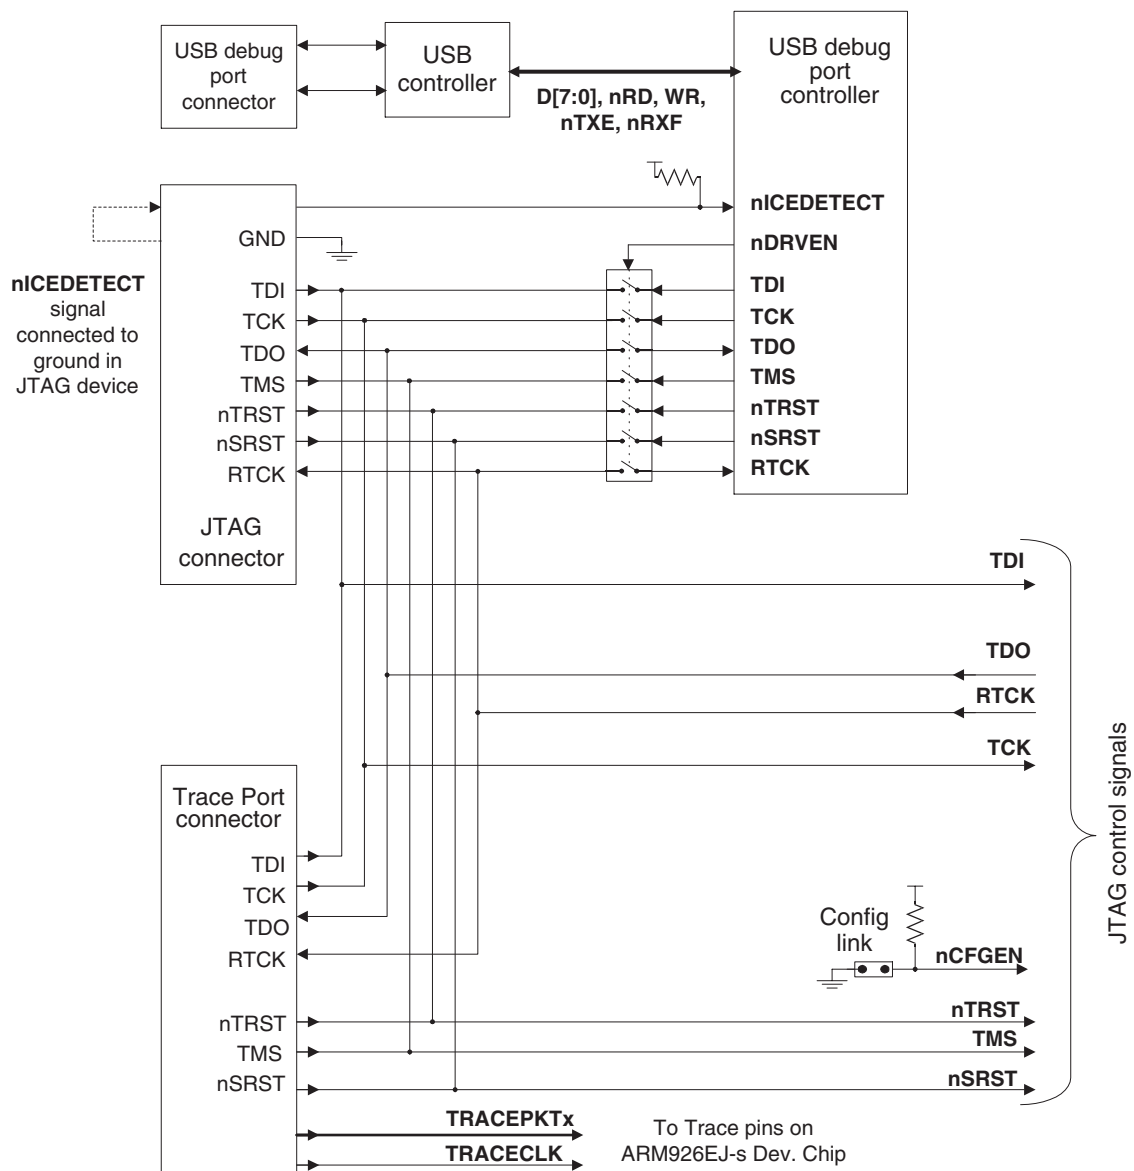 USB debug
port
connector
USB
controller
USB debug
port
controller
D[7:0], nRD, WR,
nTXE, nRXF
nICEDETECT
nDRVEN
TDI
TCK
TDO
TMS
nTRST
nSRST
RTCK
nICEDETECT
signal
connected to
ground in
JTAG device
GND
TDI
TCK
TDO
TMS
nTRST
nSRST
RTCK
JTAG
connector
TDI
TDO
RTCK
TCK
JTAG control signals
Trace Port
connector
TDI
TCK
TDO
RTCK
nTRST
TMS
nSRST
Config
link
nCFGEN
nTRST
TMS
nSRST
TRACEPKTx
TRACECLK
To Trace pins on
ARM926EJ-s Dev. Chip